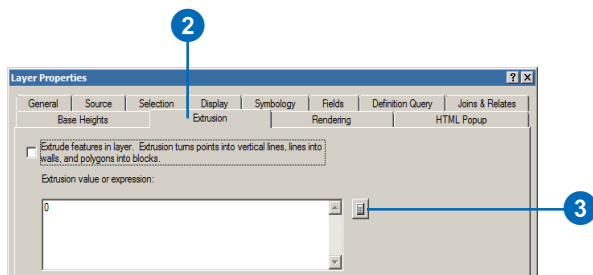 2
Layer Properties
General Source Selection Display Symbology Fields Definition Query Joins & Relates
Base Heights Extrusion Rendering HTML Popup
Extrude features in layer. Extrusion turns points into vertical lines, lines into
walls, and polygons into blocks.
Extrusion value or expression:
0
3